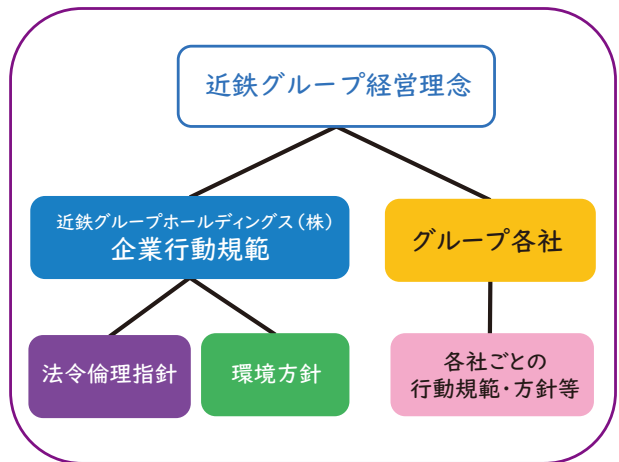 近鉄グループ経営理念
近鉄グループホールディングス(株)
企業行動規範
グループ各社
法令倫理指針
環境方針
各社ごとの
行動規範・方針等